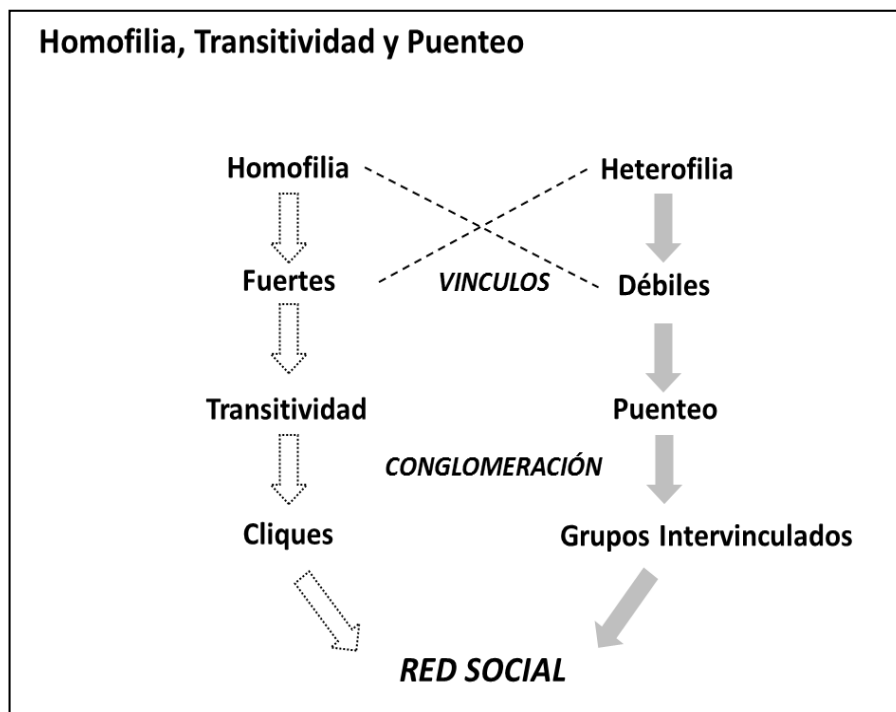 Homofilia, Transitividad y Puenteo
Homofilia
Heterofilia
Fuertes
VINCULOS
Débiles
Transitividad
Puenteo
CONGLOMERACIÓN
Cliques
Grupos Intervinculados
RED SOCIAL